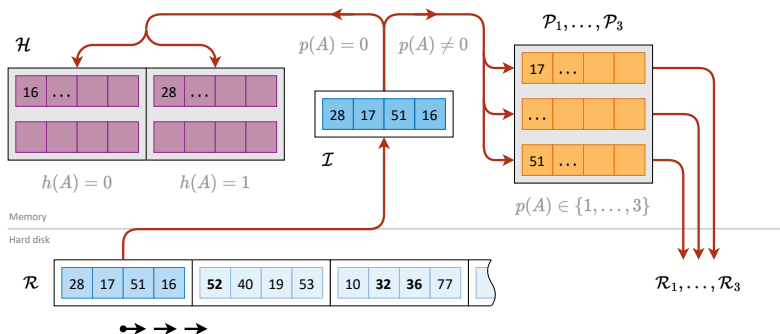 𝓗
p(A) = 0
p(A) ≠ 0
𝒫₁, . . . , 𝒫₃
16 ...
28 ...
28 17 51 16
17 ...
...
51 ...
ℐ
h(A) = 0
h(A) = 1
p(A) ∈ {1, . . . , 3}
Memory
Hard disk
ℛ
28 17 51 16
52 40 19 53
10 32 36 77
ℛ₁, . . . , ℛ₃